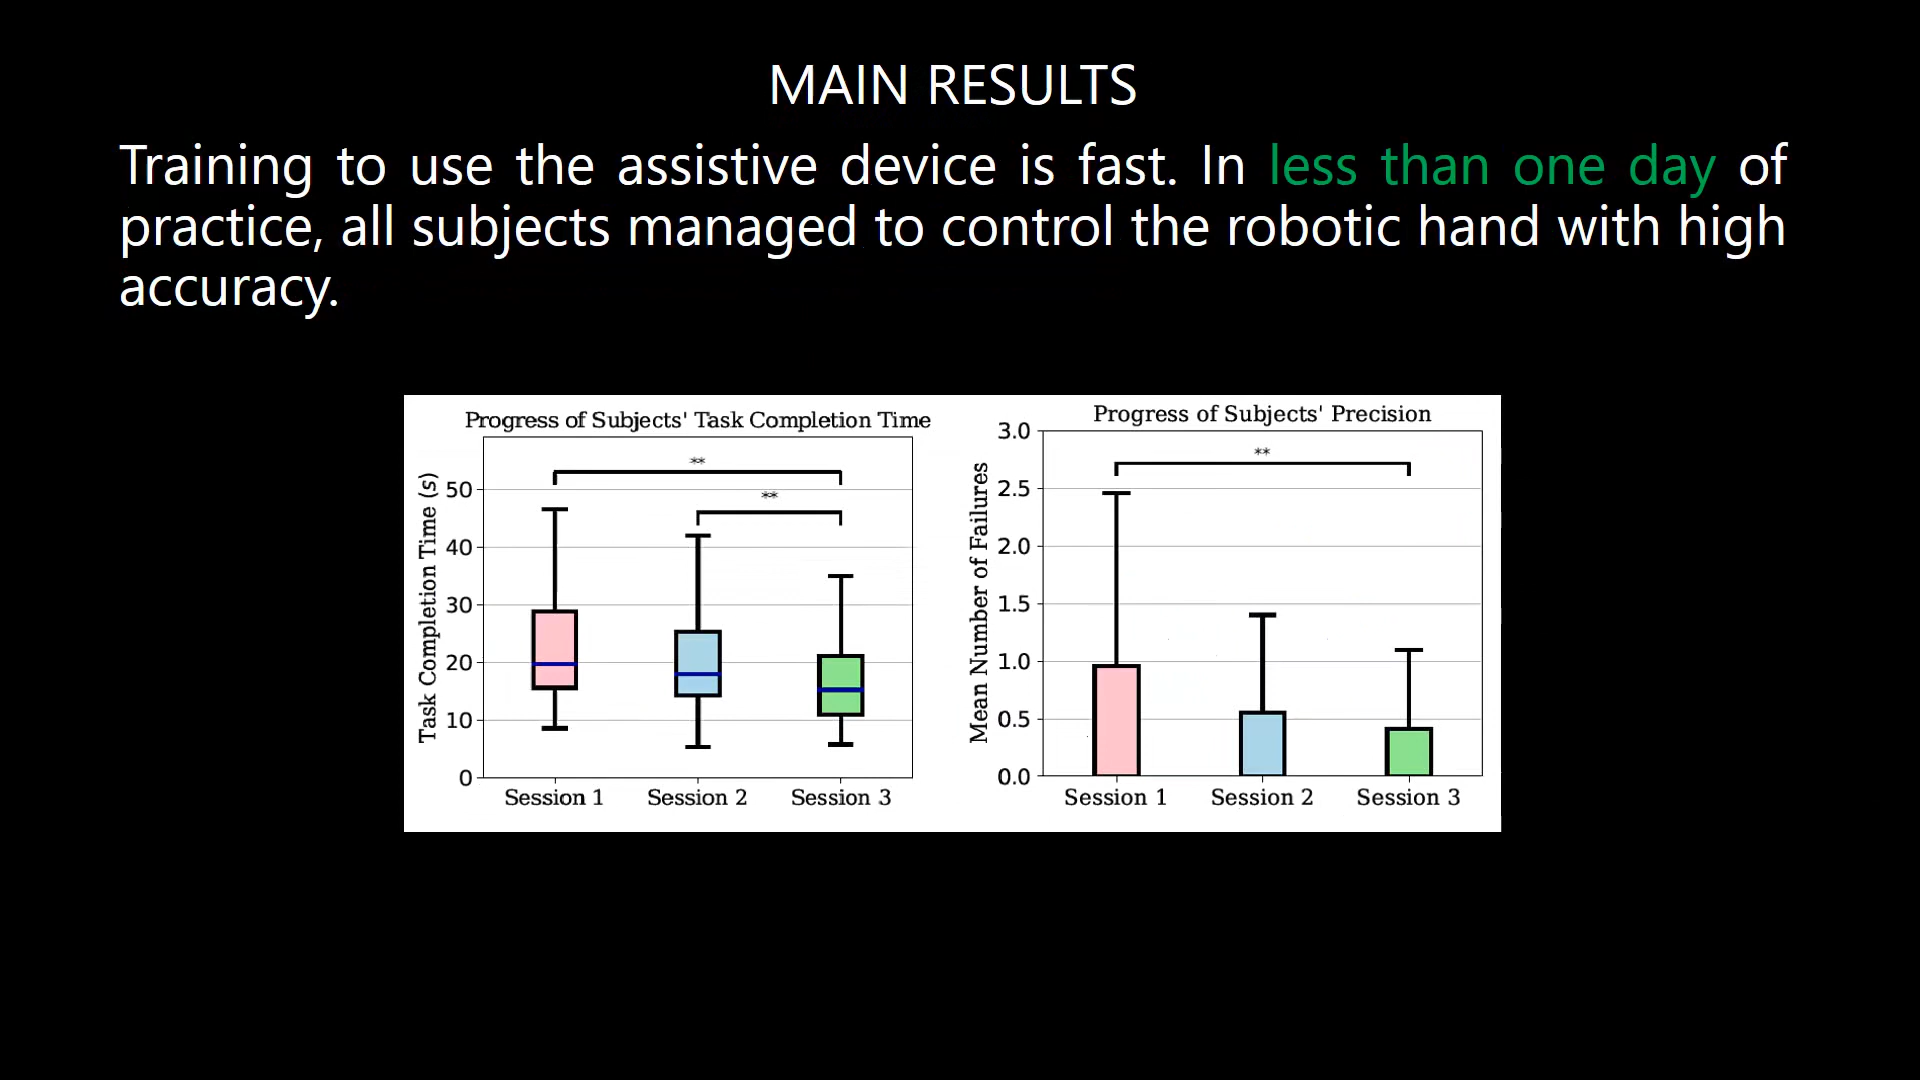 MAIN RESULTS
Training to use the assistive device is fast. In less than one day of
practice, all subjects managed to control the robotic hand with high
accuracy.
Progress of Subjects' Task Completion Time
Task Completion Time (s)
**
**
50
40
30
20
10
0
Session 1 Session 2 Session 3
Progress of Subjects' Precision
Mean Number of Failures
**
3.0
2.5
2.0
1.5
1.0
0.5
0.0
Session 1 Session 2 Session 3